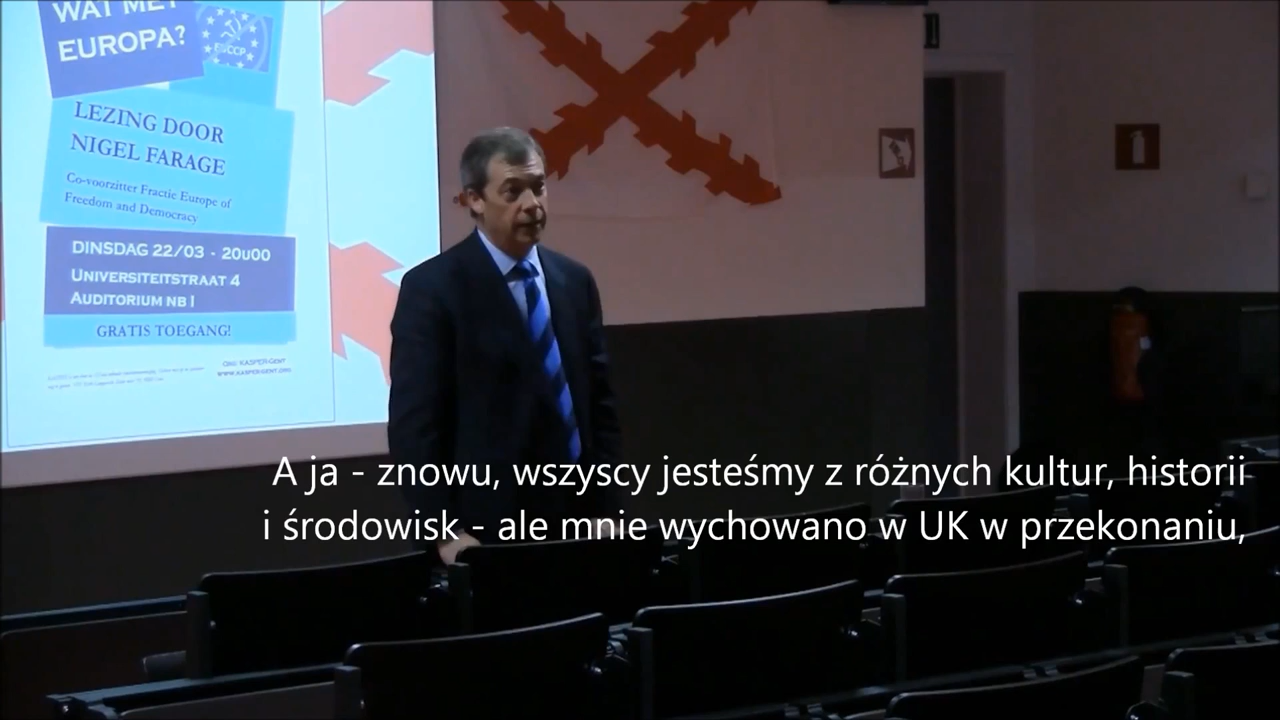 WAT MET
EUROPA?
LEZING DOOR
NIGEL FARAGE
Co-voorzitter Fractie Europe of
Freedom and Democracy
DINSDAG 22/03 - 20U00
UNIVERSITEITSTRAAT 4
AUDITORIUM NB I
GRATIS TOEGANG!
WWW.KASPERGENT.ORG
A ja - znowu, wszyscy jesteśmy z różnych kultur, historii
i środowisk - ale mnie wychowano w UK w przekonaniu,